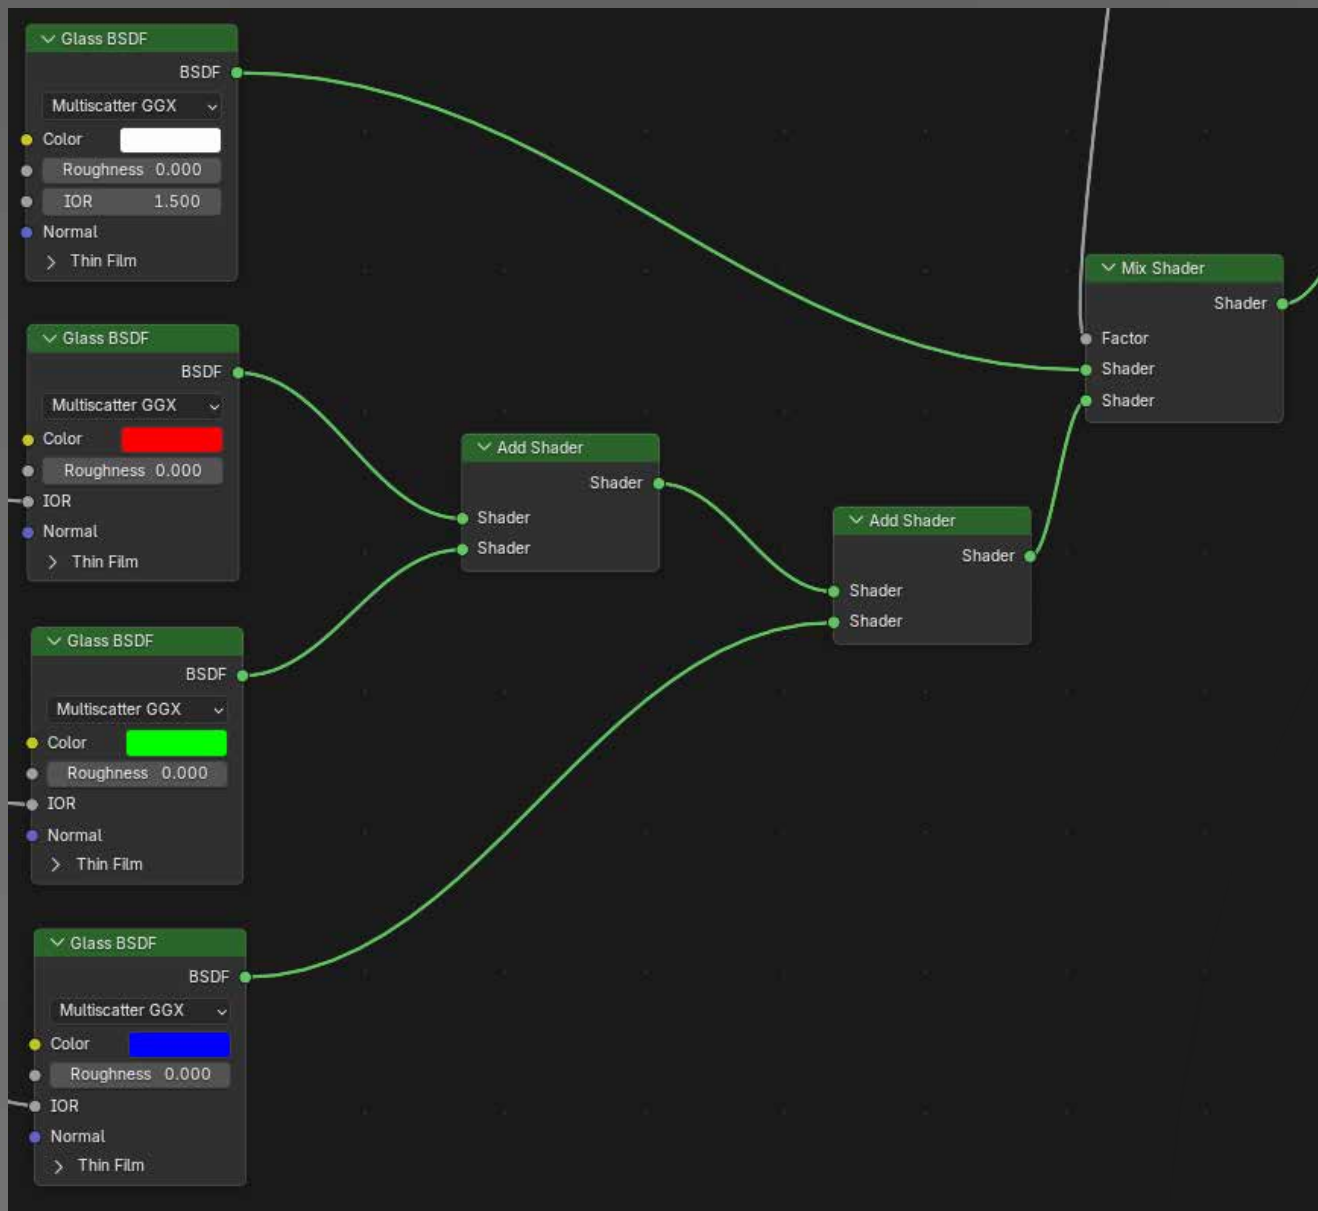 Glass BSDF
BSDF
Multiscatter GGX
Color
Roughness 0.000
IOR 1.500
Normal
Thin Film
Glass BSDF
BSDF
Multiscatter GGX
Color
Roughness 0.000
IOR
Normal
Thin Film
Glass BSDF
BSDF
Multiscatter GGX
Color
Roughness 0.000
IOR
Normal
Thin Film
Glass BSDF
BSDF
Multiscatter GGX
Color
Roughness 0.000
IOR
Normal
Thin Film
Add Shader
Shader
Shader
Shader
Add Shader
Shader
Shader
Shader
Mix Shader
Shader
Factor
Shader
Shader